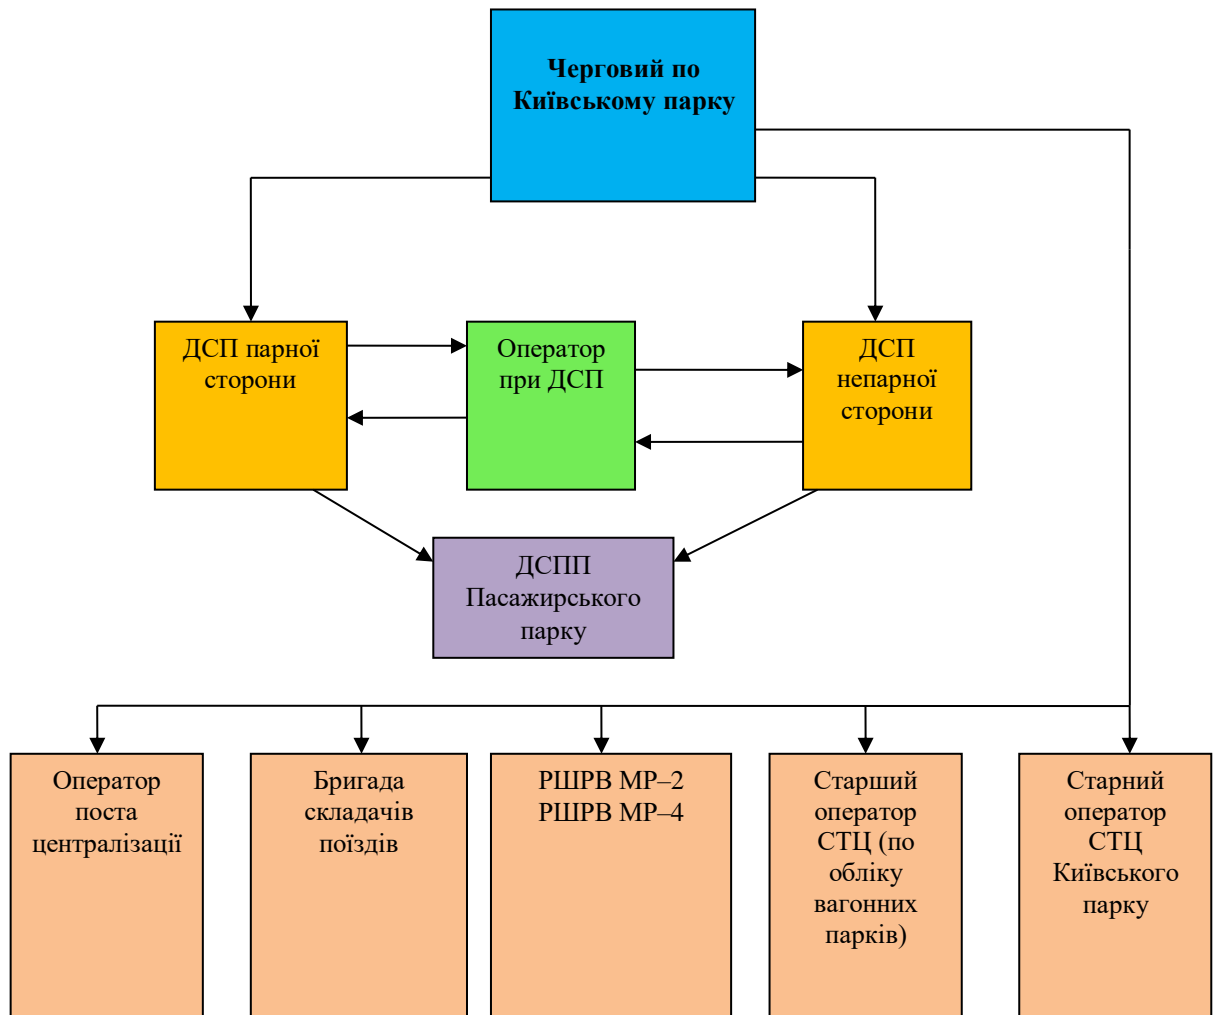 Черговий по
Київському парку
ДСП парної
сторони
Оператор
при ДСП
ДСП
непарної
сторони
ДСПП
Пасажирського
парку
Оператор
поста
централізації
Бригада
складачів
поїздів
РШРВ МР–2
РШРВ МР–4
Старший
оператор
СТЦ (по
обліку
вагонних
парків)
Старний
оператор
СТЦ
Київського
парку